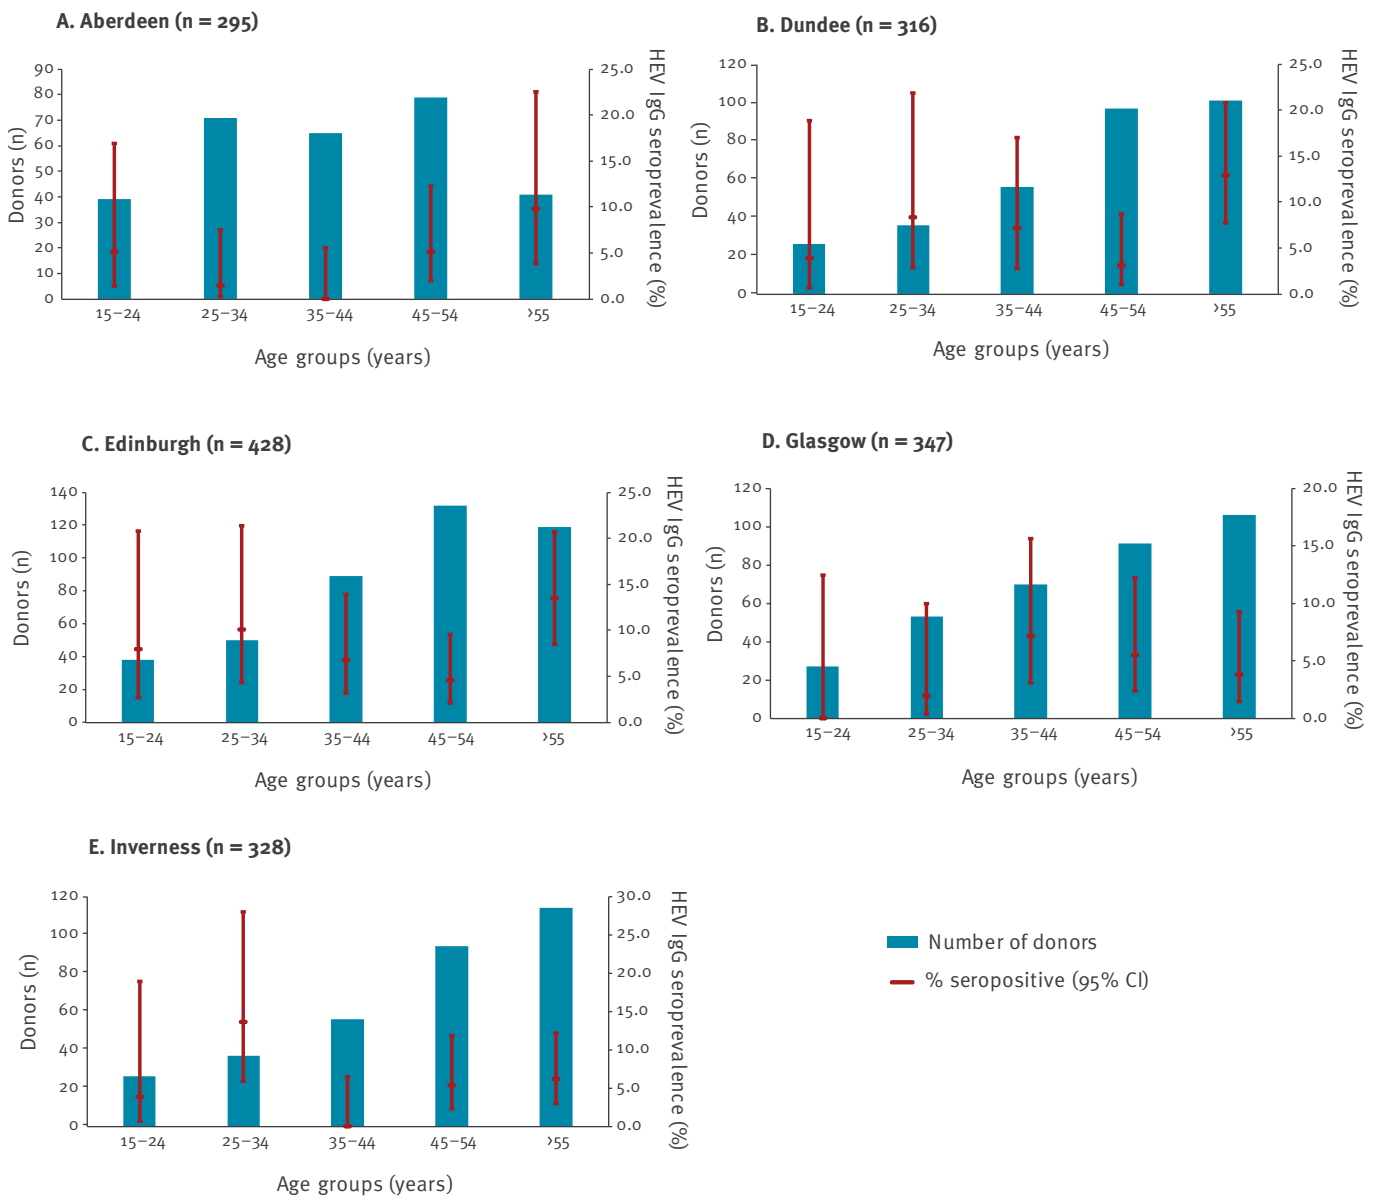 A. Aberdeen (n = 295)
Donors (n)
90
80
70
60
50
40
30
20
10
0
25.0
20.0
15.0
10.0
5.0
0.0
HEV IgG seroprevalence (%)
15–24 25–34 35–44 45–54 >55
Age groups (years)
B. Dundee (n = 316)
Donors (n)
120
100
80
60
40
20
0
25.0
20.0
15.0
10.0
5.0
0.0
HEV IgG seroprevalence (%)
15–24 25–34 35–44 45–54 >55
Age groups (years)
C. Edinburgh (n = 428)
Donors (n)
140
120
100
80
60
40
20
0
25.0
20.0
15.0
10.0
5.0
0.0
HEV IgG seroprevalence (%)
15–24 25–34 35–44 45–54 >55
Age groups (years)
D. Glasgow (n = 347)
Donors (n)
120
100
80
60
40
20
0
20.0
15.0
10.0
5.0
0.0
HEV IgG seroprevalence (%)
15–24 25–34 35–44 45–54 >55
Age groups (years)
E. Inverness (n = 328)
Donors (n)
120
100
80
60
40
20
0
30.0
25.0
20.0
15.0
10.0
5.0
0.0
HEV IgG seroprevalence (%)
15–24 25–34 35–44 45–54 >55
Age groups (years)
Number of donors
% seropositive (95% CI)